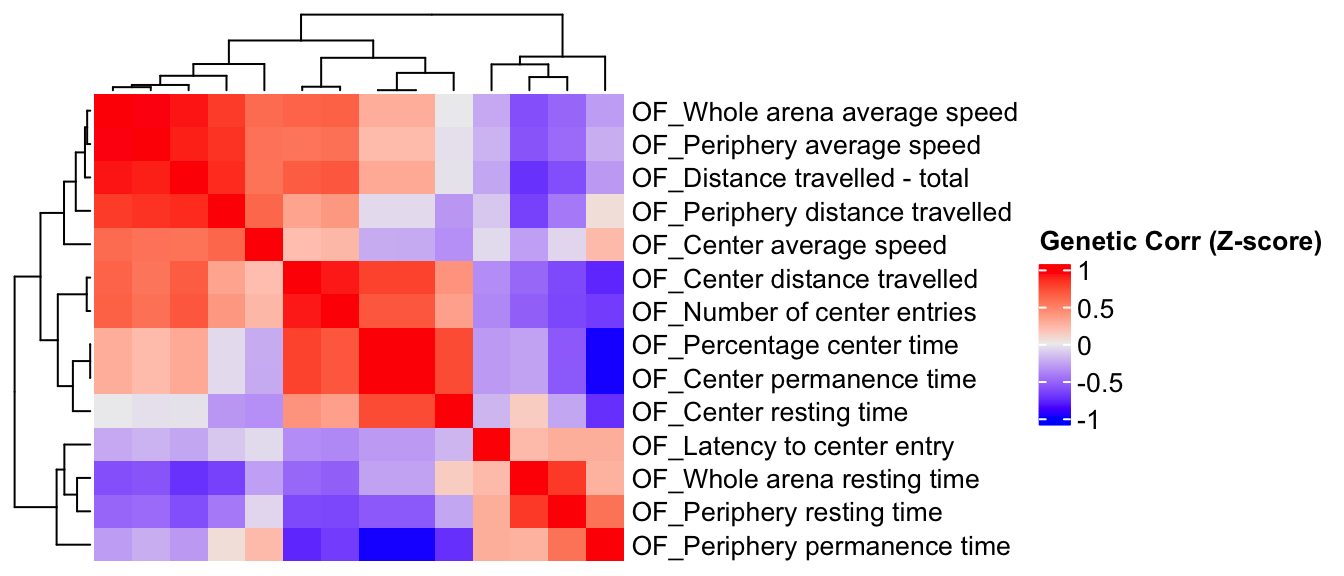 OF_Whole arena average speed
OF_Periphery average speed
OF_Distance travelled - total
OF_Periphery distance travelled
OF_Center average speed
OF_Center distance travelled
OF_Number of center entries
OF_Percentage center time
OF_Center permanence time
OF_Center resting time
OF_Latency to center entry
OF_Whole arena resting time
OF_Periphery resting time
OF_Periphery permanence time
Genetic Corr (Z-score)
1
0.5
0
-0.5
-1